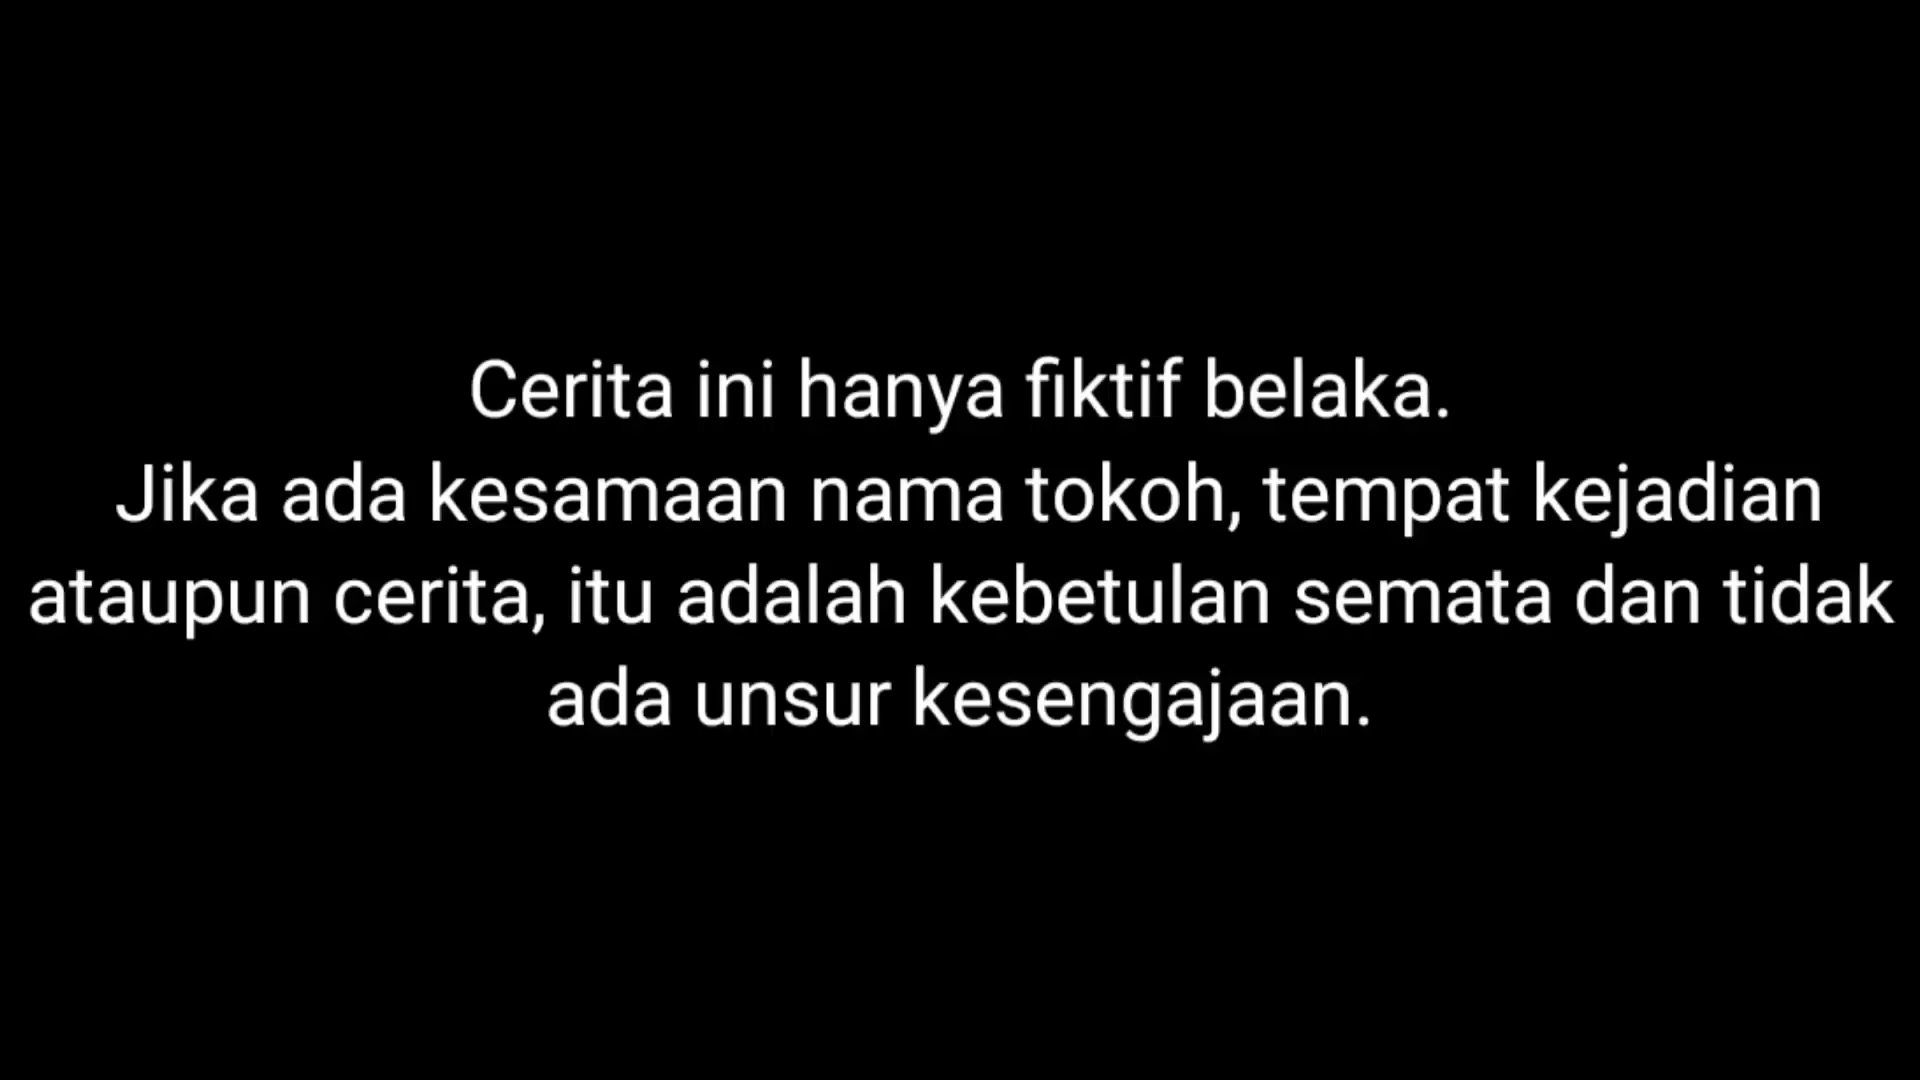 Cerita ini hanya fiktif belaka.
Jika ada kesamaan nama tokoh, tempat kejadian
ataupun cerita, itu adalah kebetulan semata dan tidak
ada unsur kesengajaan.